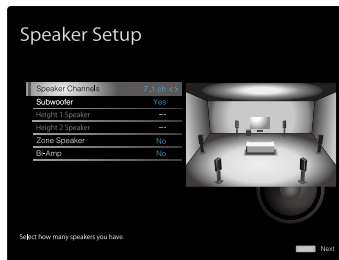 Speaker Setup
Speaker Channels 7.1 ch < >
Subwoofer Yes
Height 1 Speaker ---
Height 2 Speaker ---
Zone Speaker No
Bi-Amp No
Select how many speakers you have.
Next